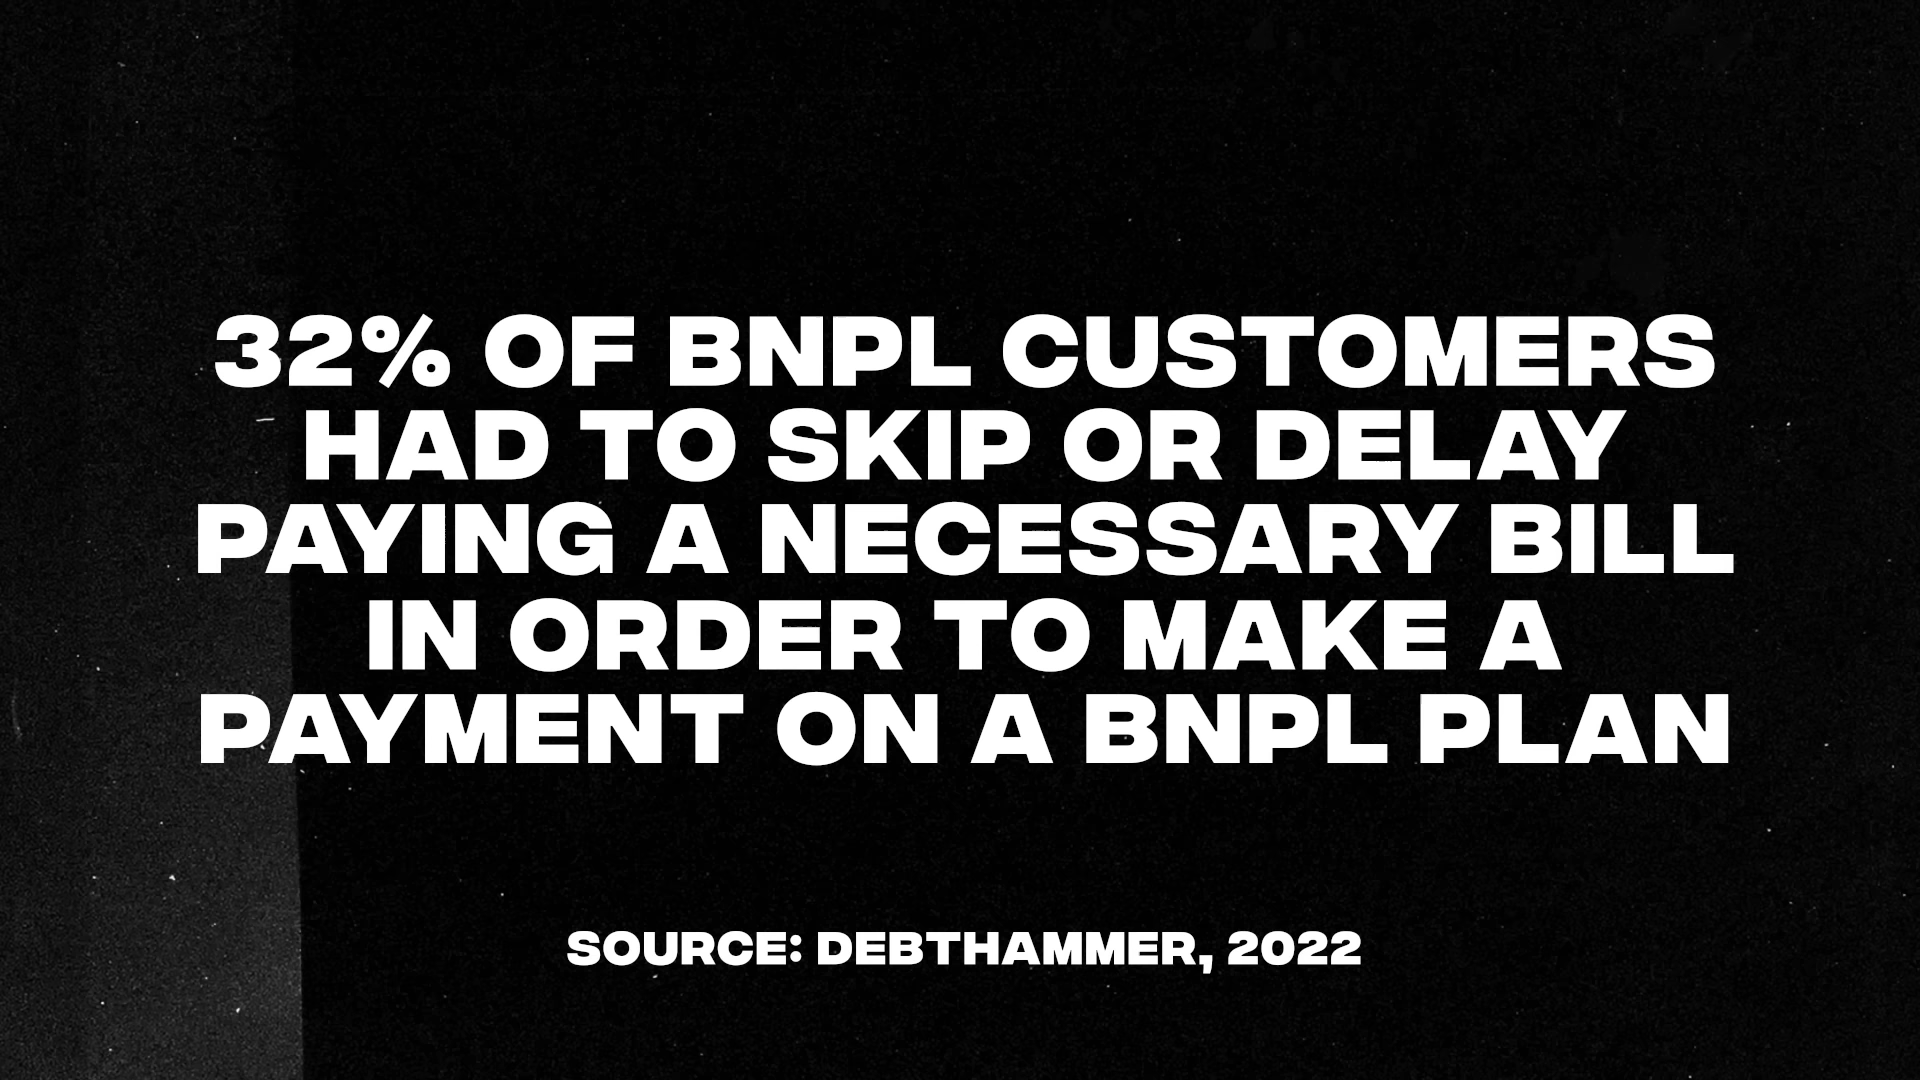 32% OF BNPL CUSTOMERS
HAD TO SKIP OR DELAY
PAYING A NECESSARY BILL
IN ORDER TO MAKE A
PAYMENT ON A BNPL PLAN
SOURCE: DEBTHAMMER, 2022